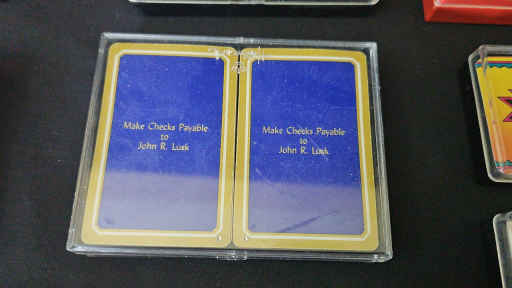 Make Checks Payable
to
John R. Lusk
Make Checks Payable
to
John R. Lusk